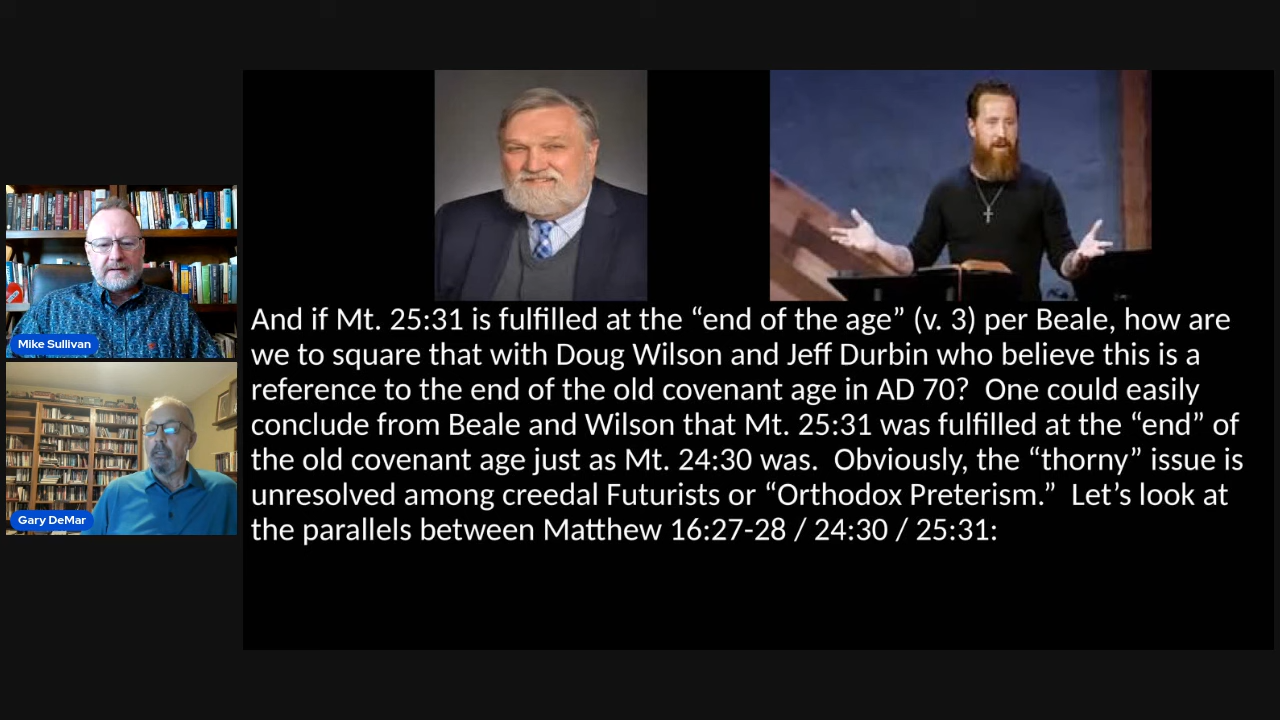 Mike Sullivan
Gary DeMar
And if Mt. 25:31 is fulfilled at the “end of the age” (v. 3) per Beale, how are
we to square that with Doug Wilson and Jeff Durbin who believe this is a
reference to the end of the old covenant age in AD 70?  One could easily
conclude from Beale and Wilson that Mt. 25:31 was fulfilled at the “end” of
the old covenant age just as Mt. 24:30 was.  Obviously, the “thorny” issue is
unresolved among creedal Futurists or “Orthodox Preterism.”  Let’s look at
the parallels between Matthew 16:27-28 / 24:30 / 25:31: